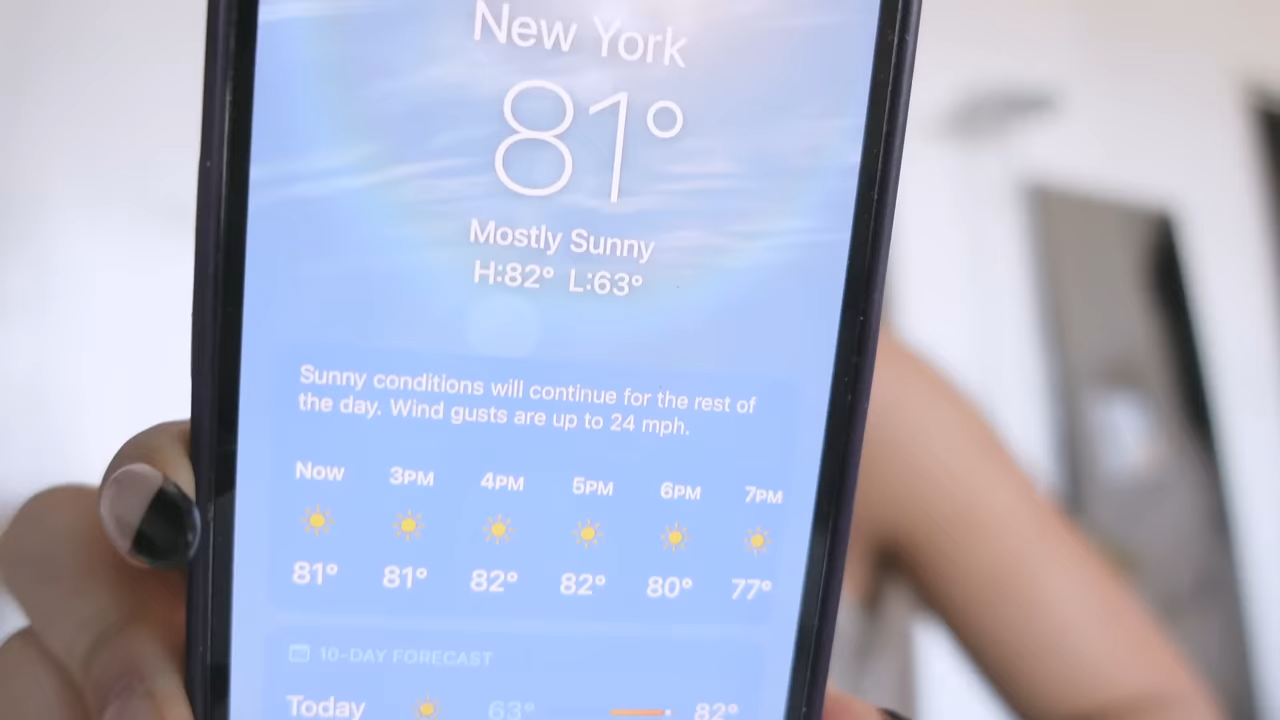 New York
81°
Mostly Sunny
H:82° L:63°
Sunny conditions will continue for the rest of
the day. Wind gusts are up to 24 mph.
Now 3PM 4PM 5PM 6PM 7PM
81° 81° 82° 82° 80° 77°
10-DAY FORECAST
Today 63° 82°